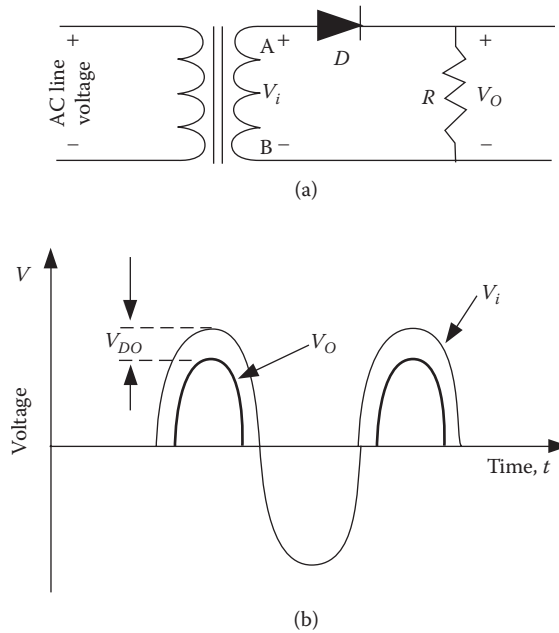 + A + D +
AC line
voltage
V_i R V_O
− B − −
(a)
V V_i
V_DO V_O
Voltage
Time, t
(b)